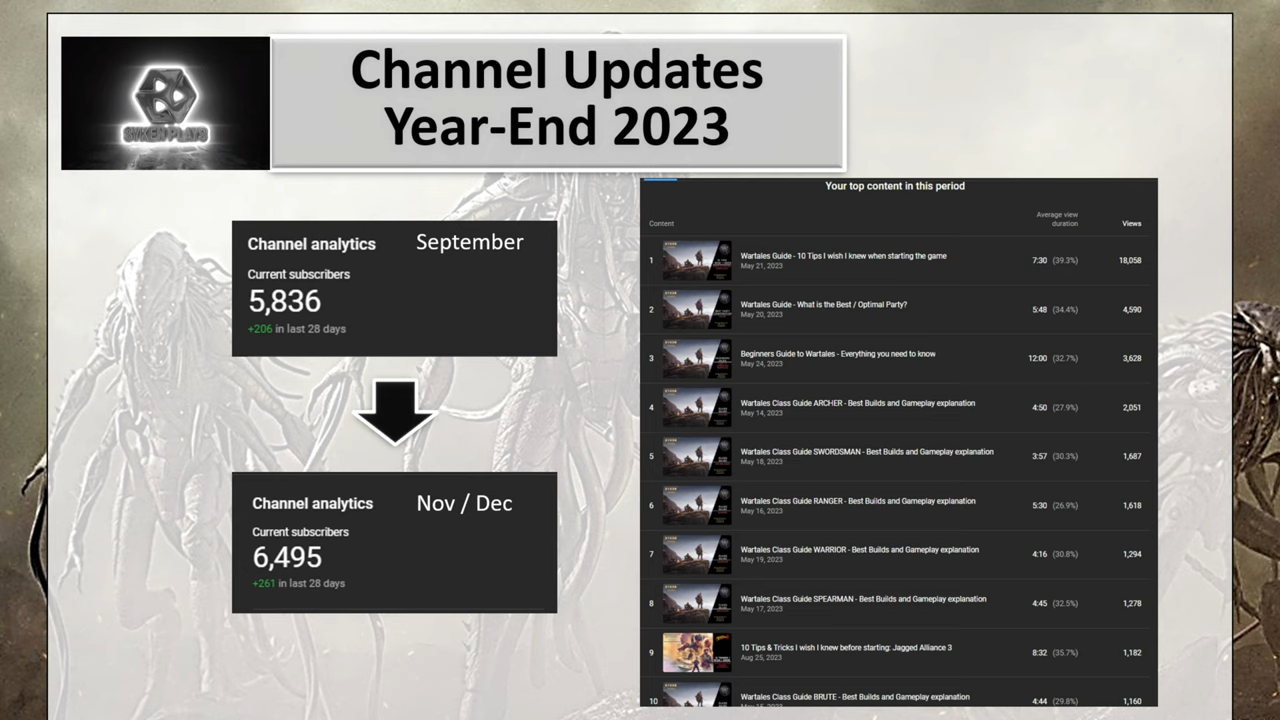 Channel Updates
Year-End 2023
SYKEN PLAYS
Channel analytics September
Current subscribers
5,836
+206 in last 28 days
Channel analytics Nov / Dec
Current subscribers
6,495
+261 in last 28 days
Your top content in this period
Content Average view duration Views
1 Wartales Guide - 10 Tips I wish I knew when starting the game 7:30 (39.3%) 18,058
May 21, 2023
2 Wartales Guide - What is the Best / Optimal Party? 5:48 (34.4%) 4,590
May 20, 2023
3 Beginners Guide to Wartales - Everything you need to know 12:00 (32.7%) 3,628
May 24, 2023
4 Wartales Class Guide ARCHER - Best Builds and Gameplay explanation 4:50 (27.9%) 2,051
May 14, 2023
5 Wartales Class Guide SWORDSMAN - Best Builds and Gameplay explanation 3:57 (30.3%) 1,687
May 18, 2023
6 Wartales Class Guide RANGER - Best Builds and Gameplay explanation 5:30 (26.9%) 1,618
May 16, 2023
7 Wartales Class Guide WARRIOR - Best Builds and Gameplay explanation 4:16 (30.8%) 1,294
May 19, 2023
8 Wartales Class Guide SPEARMAN - Best Builds and Gameplay explanation 4:45 (32.5%) 1,278
May 17, 2023
9 10 Tips & Tricks I wish I knew before starting: Jagged Alliance 3 8:32 (35.7%) 1,182
Aug 25, 2023
10 Wartales Class Guide BRUTE - Best Builds and Gameplay explanation 4:44 (29.8%) 1,160